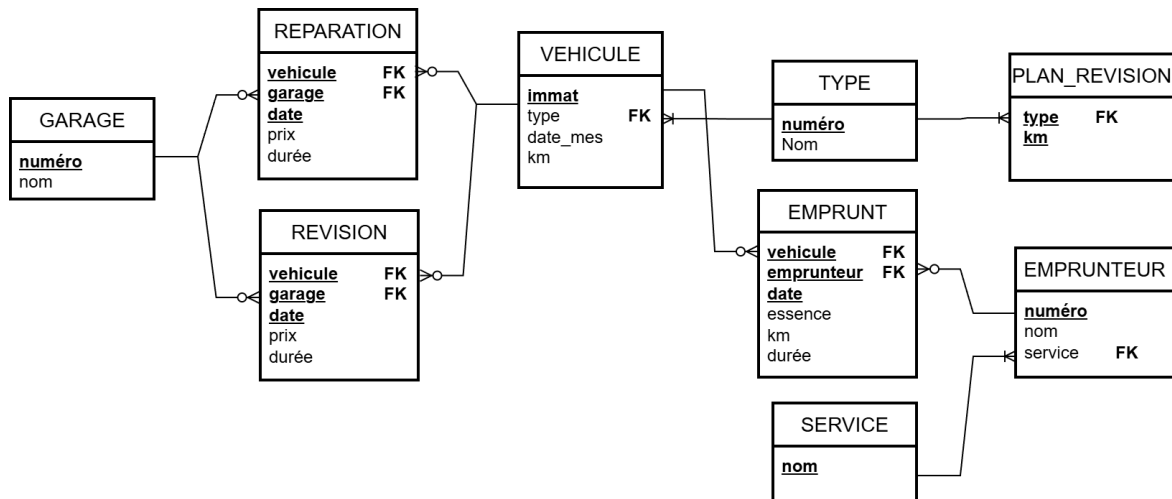 GARAGE
numéro
nom
REPARATION
vehicule FK
garage FK
date
prix
durée
REVISION
vehicule FK
garage FK
date
prix
durée
VEHICULE
immat
type FK
date_mes
km
TYPE
numéro
Nom
PLAN_REVISION
type FK
km
EMPRUNT
vehicule FK
emprunteur FK
date
essence
km
durée
EMPRUNTEUR
numéro
nom
service FK
SERVICE
nom